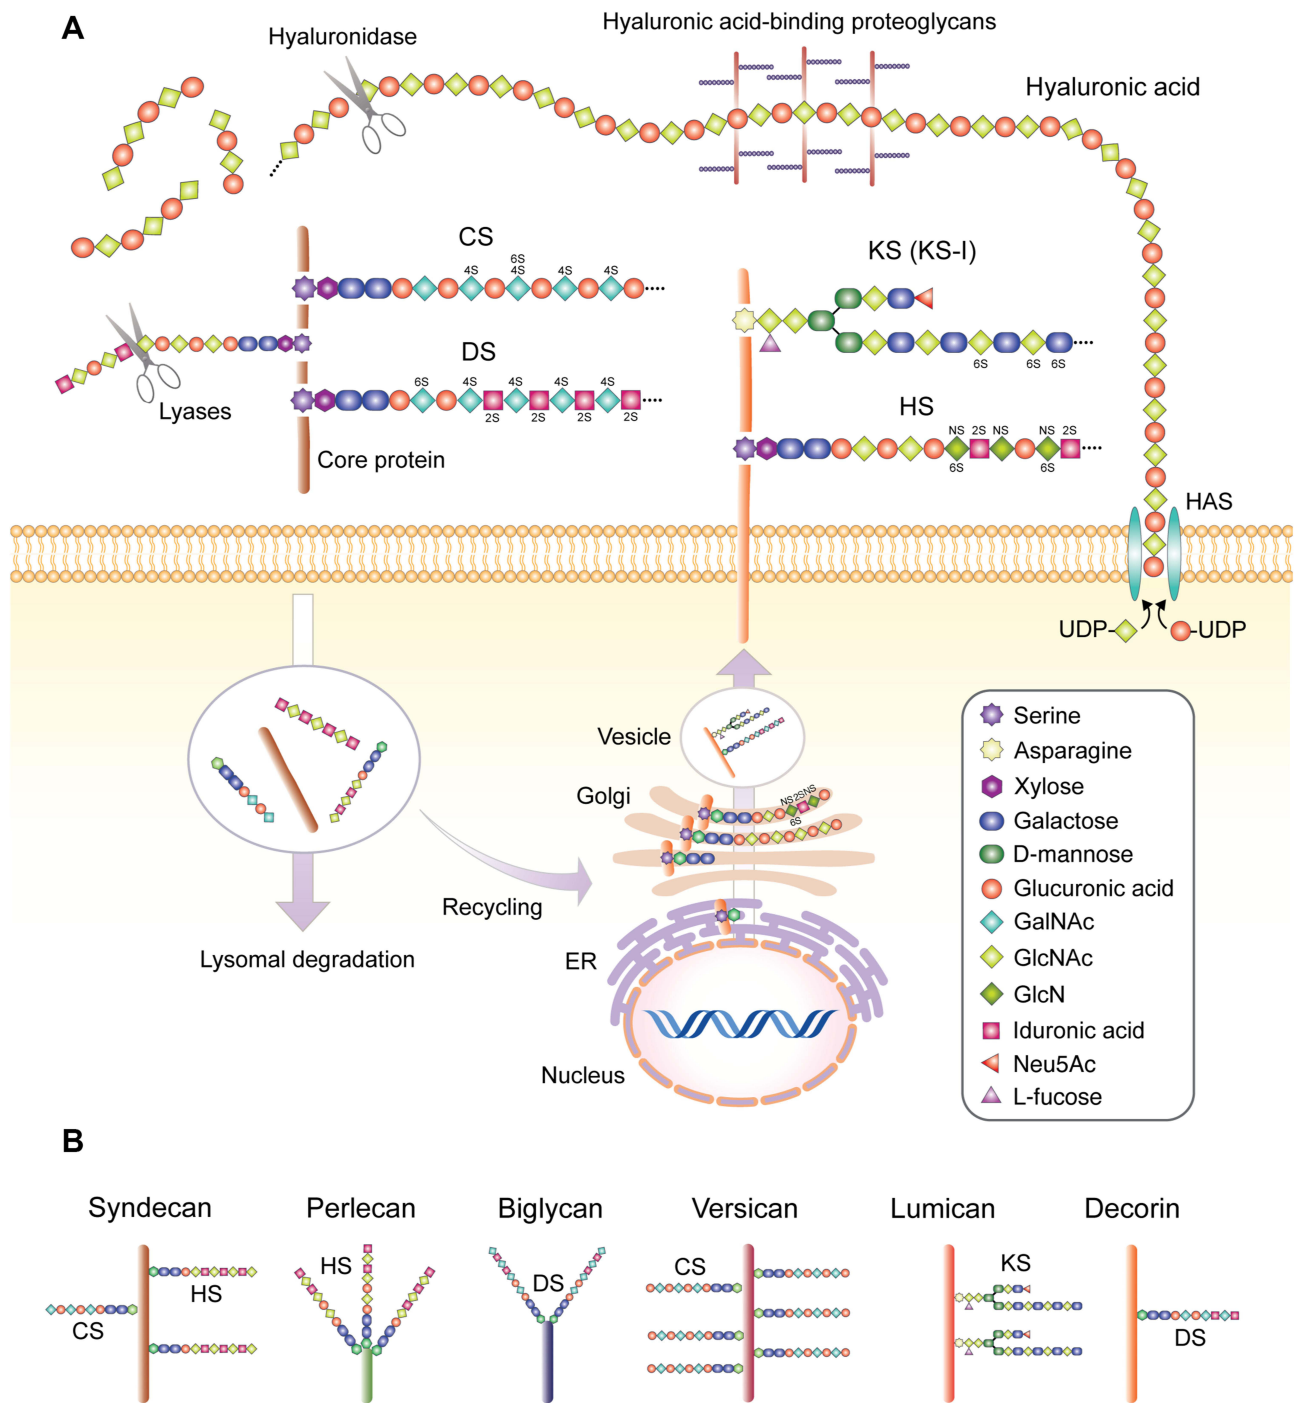 A
Hyaluronidase
Hyaluronic acid-binding proteoglycans
Hyaluronic acid
CS
6S
4S 4S 4S 4S
KS (KS-I)
6S 6S 6S
Lyases
DS
6S 4S 4S 4S 4S
2S 2S 2S 2S
HS
NS 2S NS NS 2S
6S 6S
Core protein
HAS
UDP
UDP
Vesicle
Golgi
NS2SNS
6S
Recycling
Lysomal degradation
ER
Nucleus
Serine
Asparagine
Xylose
Galactose
D-mannose
Glucuronic acid
GalNAc
GlcNAc
GlcN
Iduronic acid
Neu5Ac
L-fucose
B
Syndecan
Perlecan
Biglycan
Versican
Lumican
Decorin
HS
CS
HS
DS
CS
KS
DS